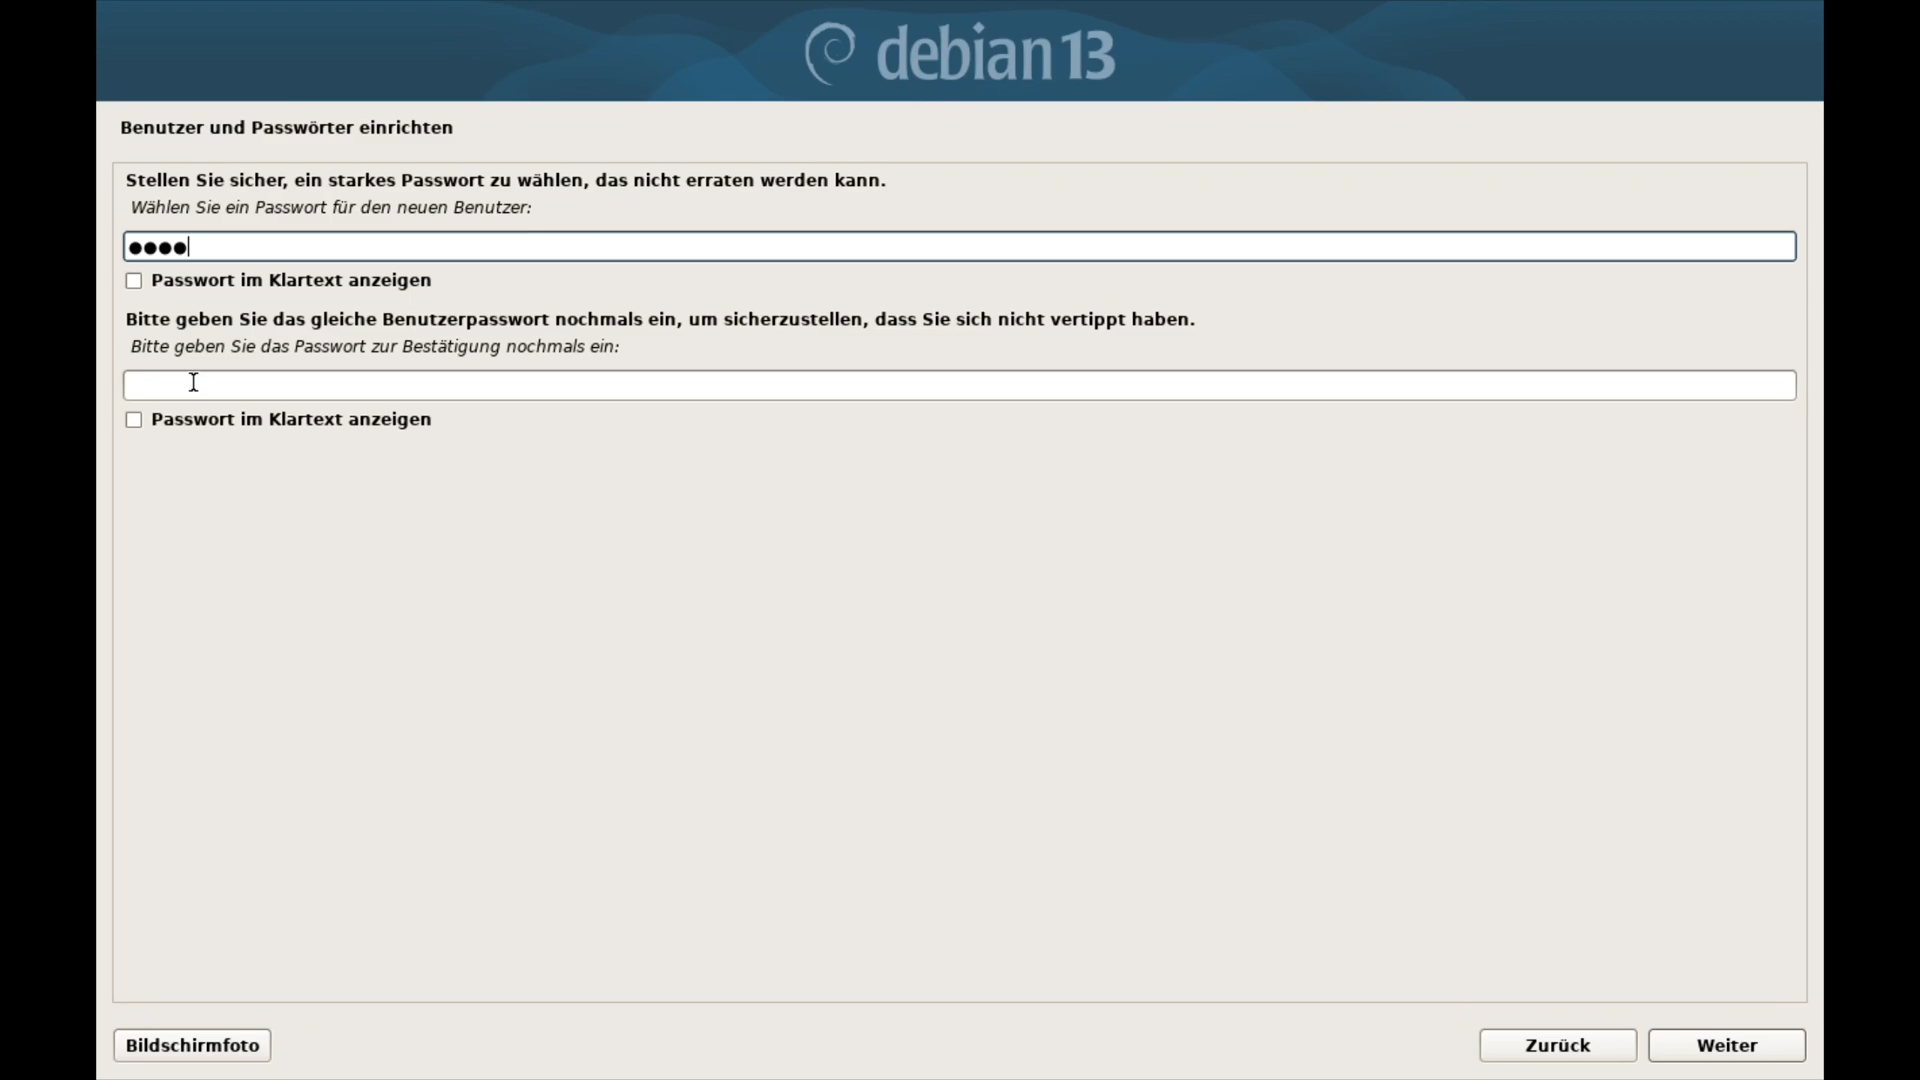 debian 13
Benutzer und Passwörter einrichten
Stellen Sie sicher, ein starkes Passwort zu wählen, das nicht erraten werden kann.
Wählen Sie ein Passwort für den neuen Benutzer:
●●●●
Passwort im Klartext anzeigen
Bitte geben Sie das gleiche Benutzerpasswort nochmals ein, um sicherzustellen, dass Sie sich nicht vertippt haben.
Bitte geben Sie das Passwort zur Bestätigung nochmals ein:
Passwort im Klartext anzeigen
Bildschirmfoto
Zurück
Weiter